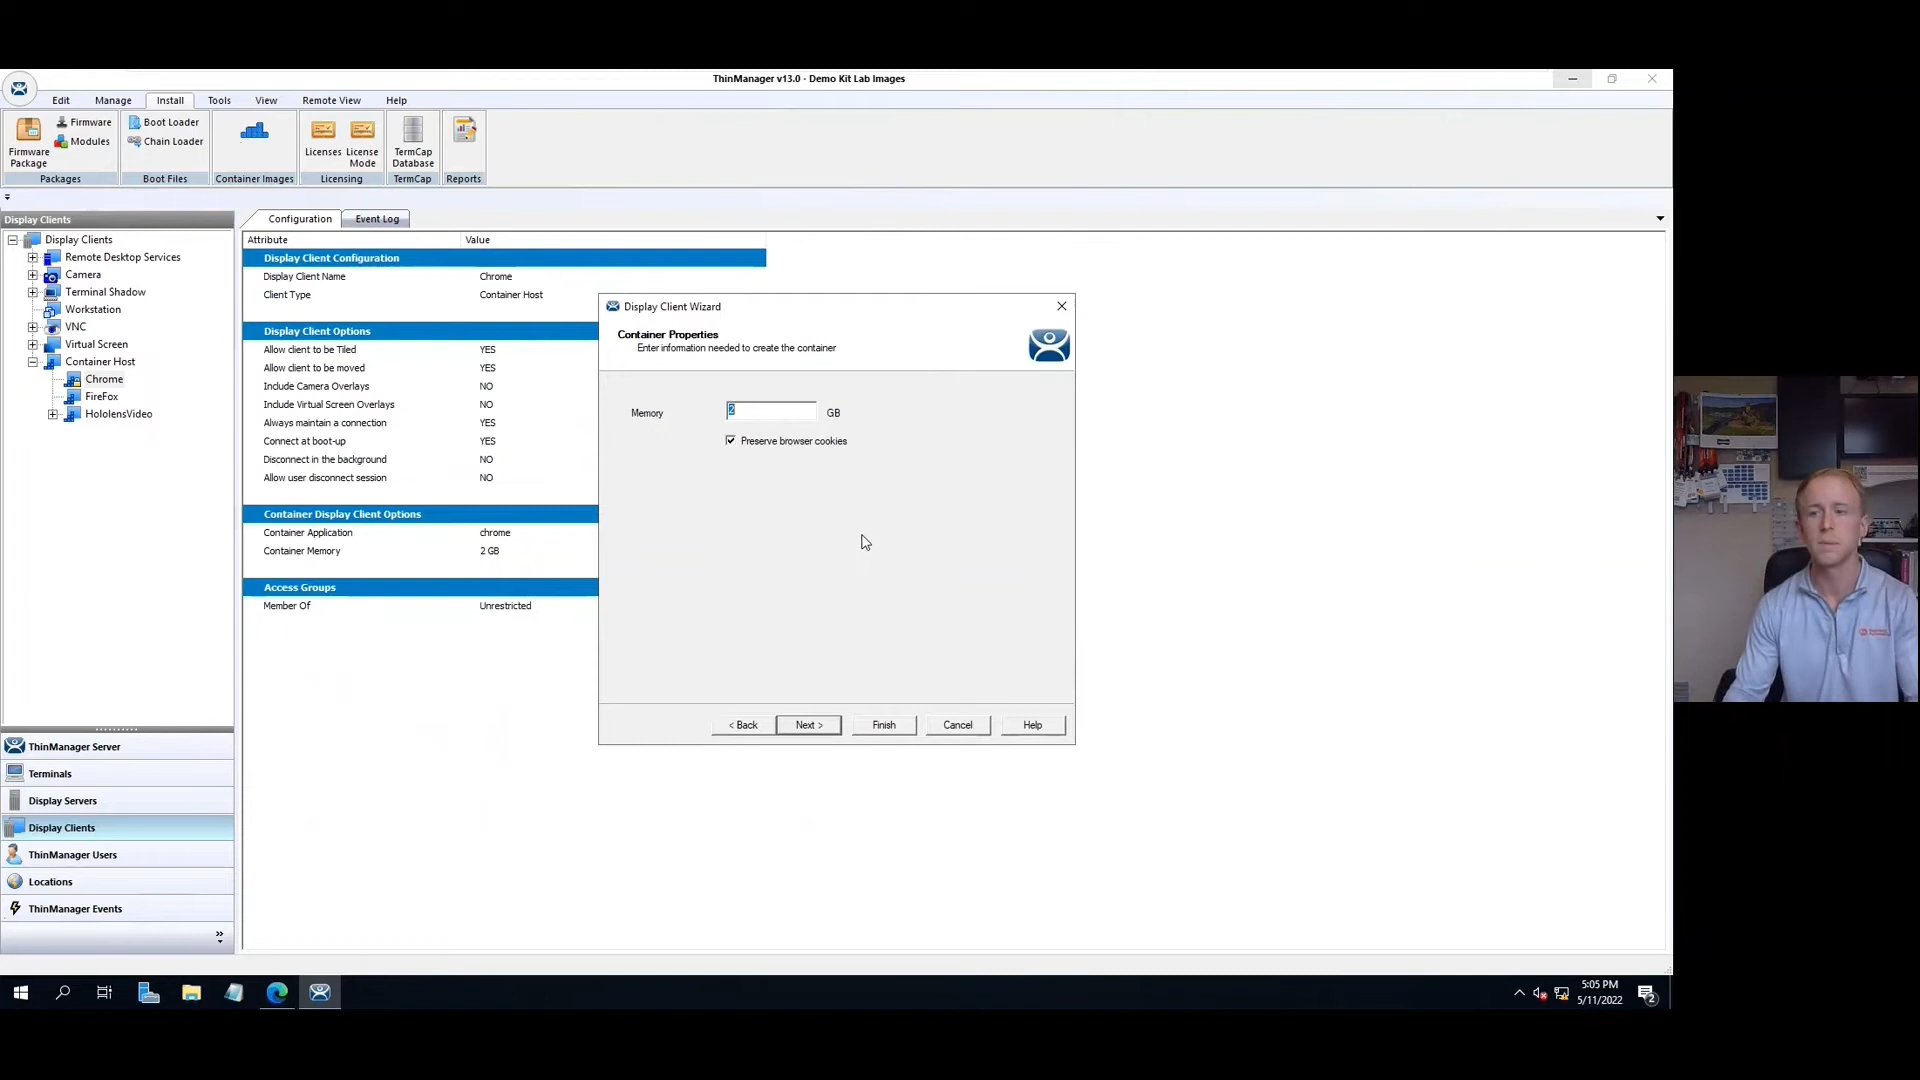 ThinManager v13.0 - Demo Kit Lab Images
Edit Manage Install Tools View Remote View Help
Firmware Package
Firmware
Modules
Packages
Boot Loader
Chain Loader
Boot Files
Container Images
Licenses
License Mode
Licensing
TermCap Database
TermCap
Reports
Display Clients
Display Clients
Remote Desktop Services
Camera
Terminal Shadow
Workstation
VNC
Virtual Screen
Container Host
Chrome
FireFox
HololensVideo
ThinManager Server
Terminals
Display Servers
Display Clients
ThinManager Users
Locations
ThinManager Events
Configuration Event Log
Attribute Value
Display Client Configuration
Display Client Name Chrome
Client Type Container Host
Display Client Options
Allow client to be Tiled YES
Allow client to be moved YES
Include Camera Overlays NO
Include Virtual Screen Overlays NO
Always maintain a connection YES
Connect at boot-up YES
Disconnect in the background NO
Allow user disconnect session NO
Container Display Client Options
Container Application chrome
Container Memory 2 GB
Access Groups
Member Of Unrestricted
Display Client Wizard
Container Properties
Enter information needed to create the container
Memory 2 GB
Preserve browser cookies
< Back Next > Finish Cancel Help
5:05 PM
5/11/2022
2